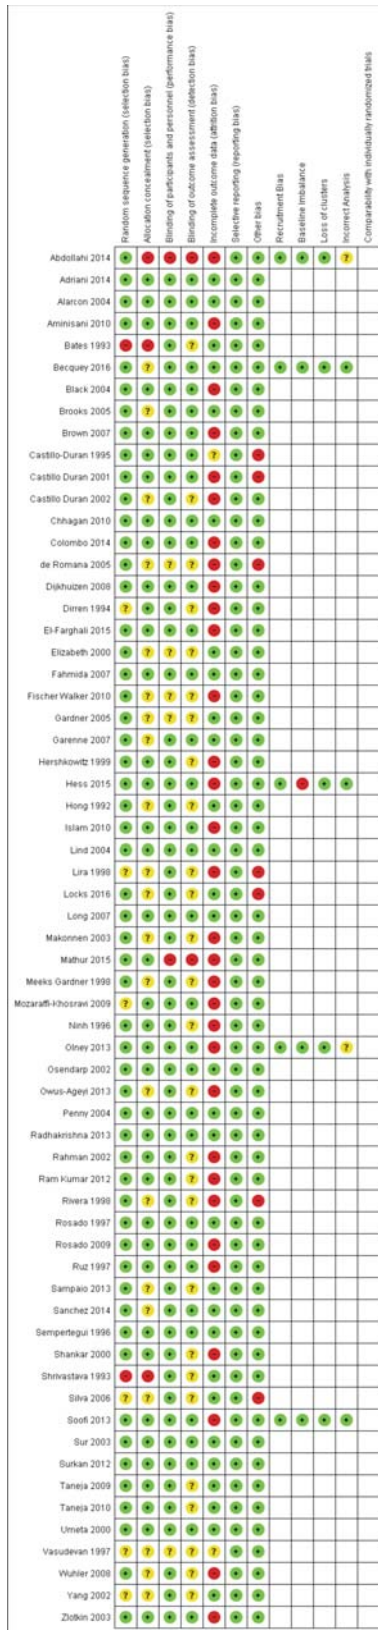 Random sequence generation (selection bias)
Allocation concealment (selection bias)
Blinding of participants and personnel (performance bias)
Blinding of outcome assessment (detection bias)
Incomplete outcome data (attrition bias)
Selective reporting (reporting bias)
Other bias
Recruitment Bias
Baseline Imbalance
Loss of clusters
Incorrect Analysis
Comparability with individually randomized trials
Abdollahi 2014 + - - - - + + + + + ?
Adriani 2014 + + + + + + +
Alarcon 2004 + + + + + + +
Aminisani 2010 + + + + - + +
Bates 1993 - - + ? + + +
Becquey 2016 + ? + + + + + + + + +
Black 2004 + + + + - + +
Brooks 2005 + ? + + + + +
Brown 2007 + + + + - + +
Castillo-Duran 1995 + + + + ? + -
Castillo Duran 2001 + + + + - + -
Castillo Duran 2002 + ? + ? - + +
Chhagan 2010 + + + + + + +
Colombo 2014 + + + + - + +
de Romana 2005 + ? ? ? - + -
Dijkhuizen 2008 + + + + - + +
Dirren 1994 ? + + ? - + +
El-Farghali 2015 + + + + - + +
Elizabeth 2000 + ? ? ? + + +
Fahmida 2007 + + + + + + +
Fischer Walker 2010 + ? ? ? - + +
Gardner 2005 + ? ? ? + + +
Garenne 2007 + ? + + + + +
Hershkowitz 1999 + + + ? - + +
Hess 2015 + + + + - + + + - + +
Hong 1992 + ? + ? + + +
Islam 2010 + + + + - + +
Lind 2004 + + + + + + +
Lira 1998 ? ? + ? - + -
Locks 2016 + ? + ? + + -
Long 2007 + + + + + + +
Makonnen 2003 + ? + ? - + +
Mathur 2015 + + - - - + +
Meeks Gardner 1998 + ? + ? - + +
Mozaraffi-Khosravi 2009 ? + + + - + +
Ninh 1996 + + + ? - + +
Olney 2013 + + + + - + + + + + ?
Osendarp 2002 + + + + + + +
Owus-Ageyi 2013 + ? + ? - + +
Penny 2004 + + + + + + +
Radhakrishna 2013 + + + + + + +
Rahman 2002 + + + ? - + +
Ram Kumar 2012 + + + ? - + +
Rivera 1998 + ? + ? - + -
Rosado 1997 + + + + + + +
Rosado 2009 + + + + - + +
Ruz 1997 + + + + - + +
Sampaio 2013 + ? + ? + + +
Sanchez 2014 + ? + + + + +
Sempertegui 1996 + + + + + + +
Shankar 2000 + + + ? - + +
Shrivastava 1993 - - + ? + + +
Silva 2006 ? ? + ? + + -
Soofi 2013 + + + + - + + + + + +
Sur 2003 + + + + + + +
Surkan 2012 + + + + + + +
Taneja 2009 + + + ? + + +
Taneja 2010 + + + ? + + +
Umeta 2000 + + + + + + +
Vasudevan 1997 ? ? ? ? ? + +
Wuhler 2008 + ? + ? - + +
Yang 2002 ? ? + ? + + +
Zlotkin 2003 + + + + - + +